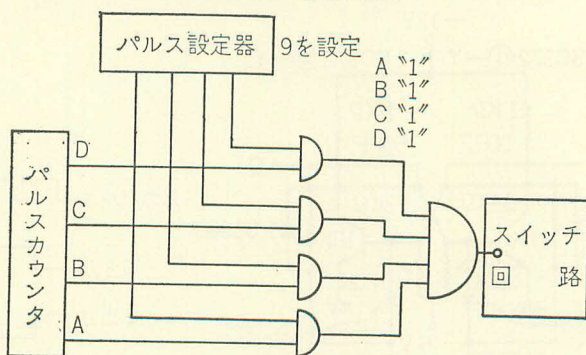 パルス設定器 9を設定
A "1"
B "1"
C "1"
D "1"
パルスカウンタ
D
C
B
A
スイッチ
回路